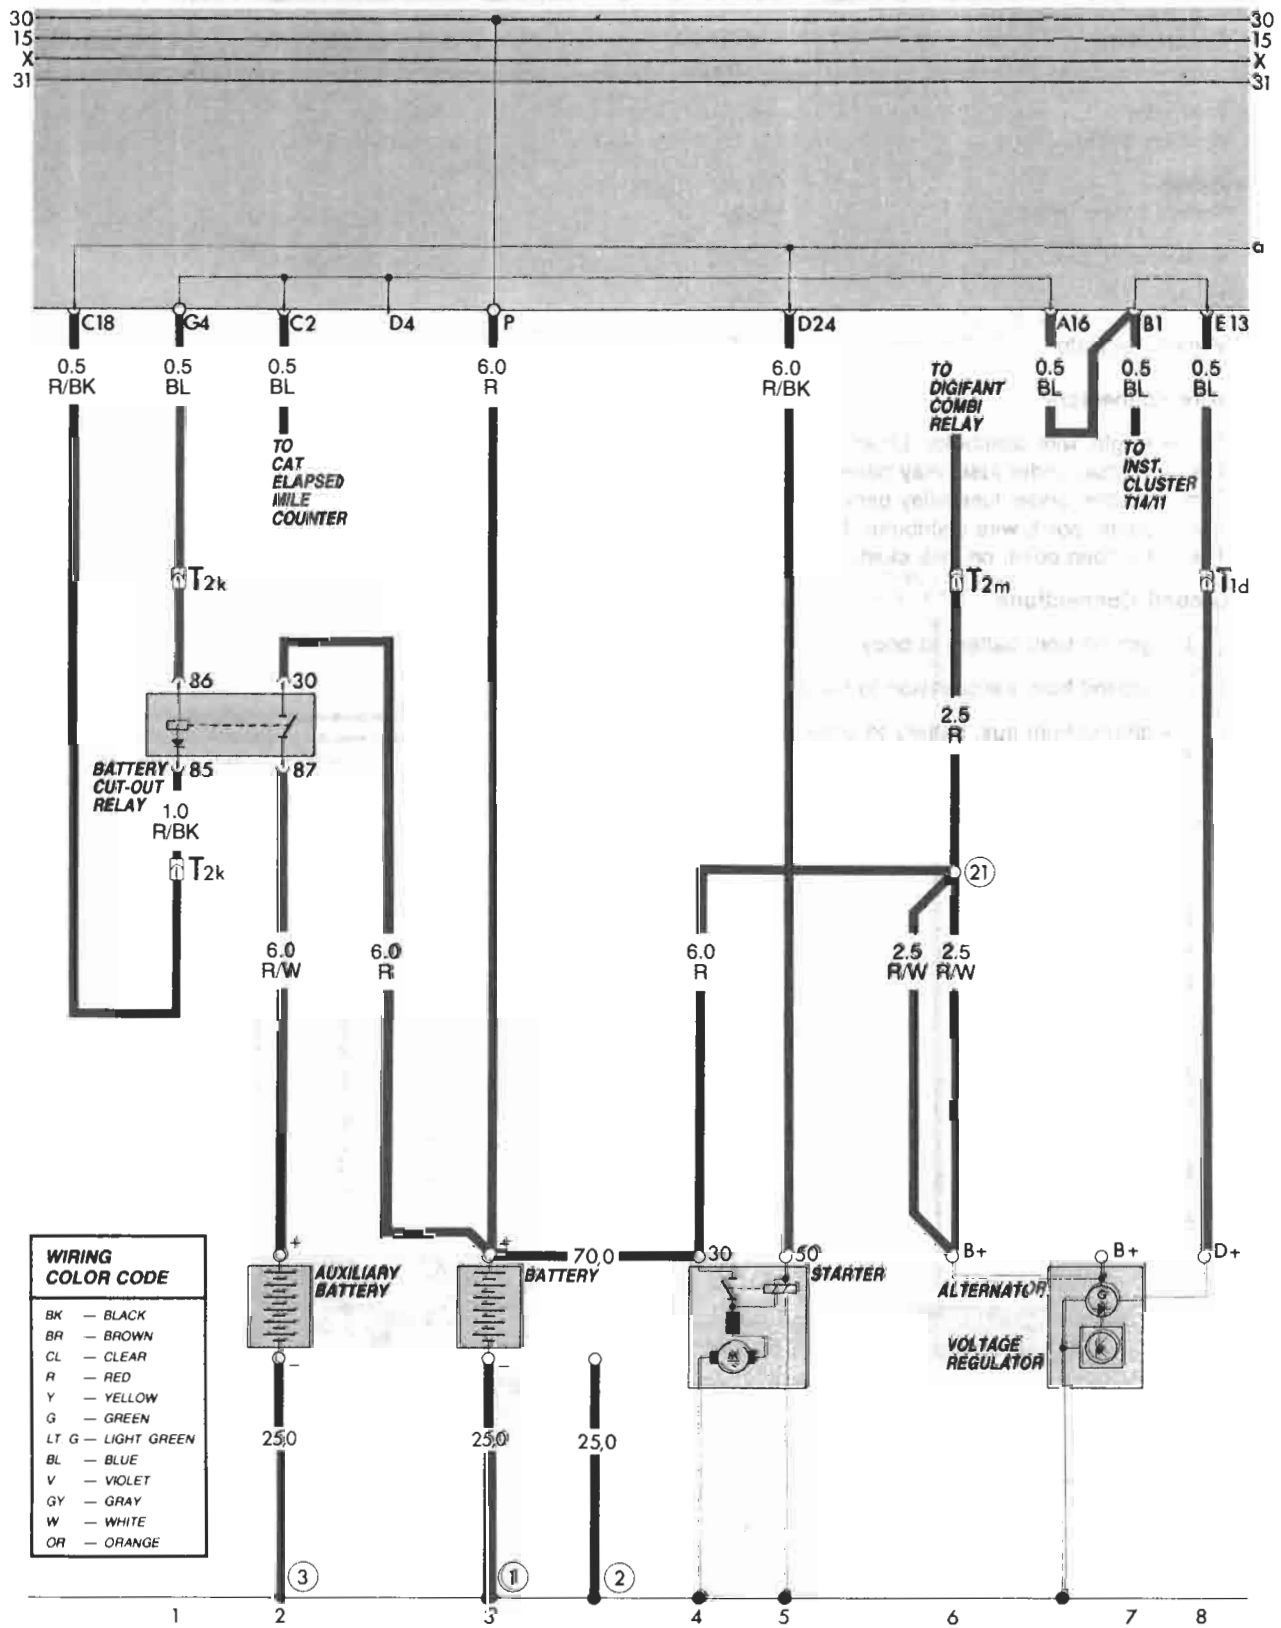 30 30
15 15
X X
31 31
a
C18 G4 C2 D4 P D24 A16 B1 E13
0.5 R/BK
0.5 BL
0.5 BL
6.0 R
6.0 R/BK
0.5 BL
0.5 BL
0.5 BL
TO
DIGIFANT
COMBI
RELAY
TO
CAT
ELAPSED
MILE
COUNTER
TO
INST.
CLUSTER
T14/11
T2k
T2m
T1d
86 30
85 87
BATTERY
CUT-OUT
RELAY
1.0
R/BK
T2k
2.5
R
21
6.0 R/W
6.0 R
6.0 R
2.5 R/W
2.5 R/W
+ + 70,0 30 50 B+ B+ D+
AUXILIARY
BATTERY
BATTERY
STARTER
ALTERNATOR
VOLTAGE
REGULATOR
G
M
- -
25,0 25,0 25,0
3 1 2
1 2 3 4 5 6 7 8
WIRING
COLOR CODE
BK — BLACK
BR — BROWN
CL — CLEAR
R — RED
Y — YELLOW
G — GREEN
LT. G — LIGHT GREEN
BL — BLUE
V — VIOLET
GY — GRAY
W — WHITE
OR — ORANGE